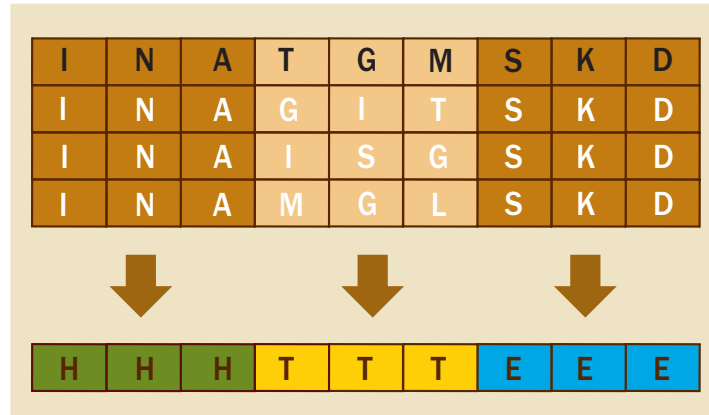 I N A T G M S K D
I N A G I T S K D
I N A I S G S K D
I N A M G L S K D
H H H T T T E E E